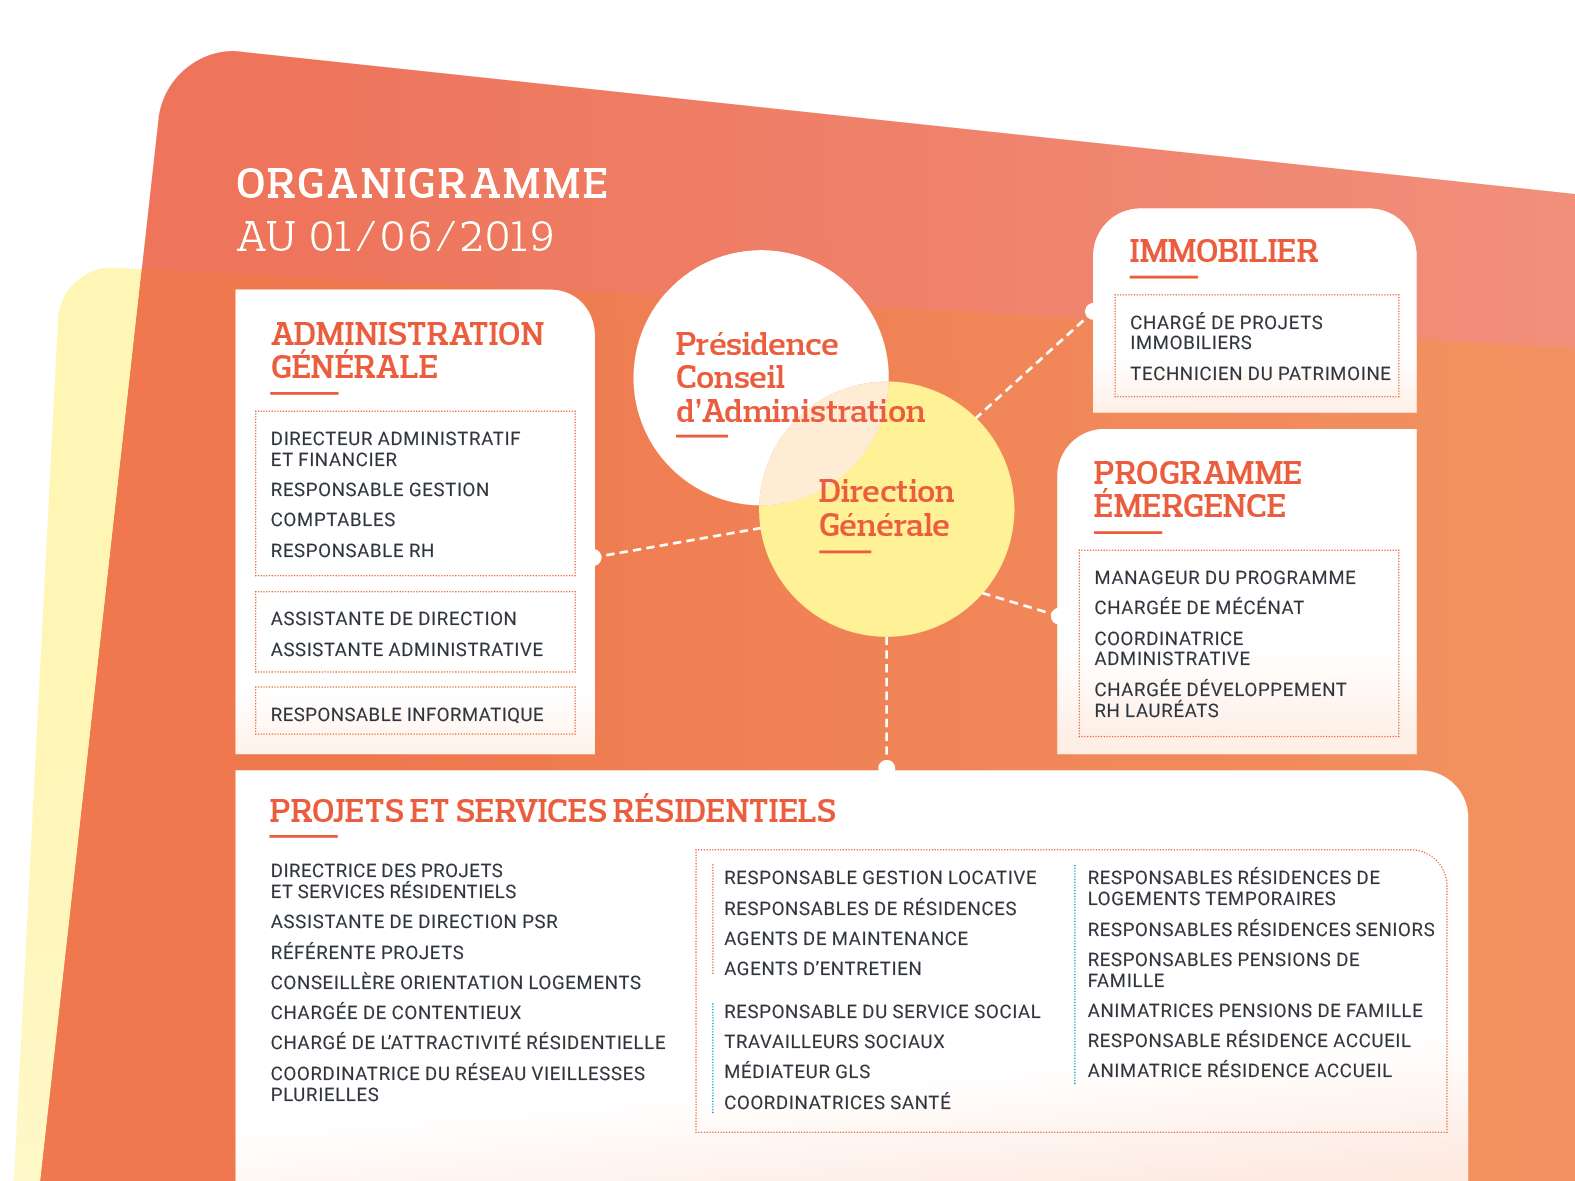 ORGANIGRAMME
AU 01/06/2019
ADMINISTRATION
GÉNÉRALE
DIRECTEUR ADMINISTRATIF
ET FINANCIER
RESPONSABLE GESTION
COMPTABLES
RESPONSABLE RH
ASSISTANTE DE DIRECTION
ASSISTANTE ADMINISTRATIVE
RESPONSABLE INFORMATIQUE
Présidence
Conseil
d’Administration
Direction
Générale
IMMOBILIER
CHARGÉ DE PROJETS
IMMOBILIERS
TECHNICIEN DU PATRIMOINE
PROGRAMME
ÉMERGENCE
MANAGEUR DU PROGRAMME
CHARGÉE DE MÉCÉNAT
COORDINATRICE
ADMINISTRATIVE
CHARGÉE DÉVELOPPEMENT
RH LAURÉATS
PROJETS ET SERVICES RÉSIDENTIELS
DIRECTRICE DES PROJETS
ET SERVICES RÉSIDENTIELS
ASSISTANTE DE DIRECTION PSR
RÉFÉRENTE PROJETS
CONSEILLÈRE ORIENTATION LOGEMENTS
CHARGÉE DE CONTENTIEUX
CHARGÉ DE L’ATTRACTIVITÉ RÉSIDENTIELLE
COORDINATRICE DU RÉSEAU VIEILLESSES
PLURIELLES
RESPONSABLE GESTION LOCATIVE
RESPONSABLES DE RÉSIDENCES
AGENTS DE MAINTENANCE
AGENTS D’ENTRETIEN
RESPONSABLE DU SERVICE SOCIAL
TRAVAILLEURS SOCIAUX
MÉDIATEUR GLS
COORDINATRICES SANTÉ
RESPONSABLES RÉSIDENCES DE
LOGEMENTS TEMPORAIRES
RESPONSABLES RÉSIDENCES SENIORS
RESPONSABLES PENSIONS DE
FAMILLE
ANIMATRICES PENSIONS DE FAMILLE
RESPONSABLE RÉSIDENCE ACCUEIL
ANIMATRICE RÉSIDENCE ACCUEIL